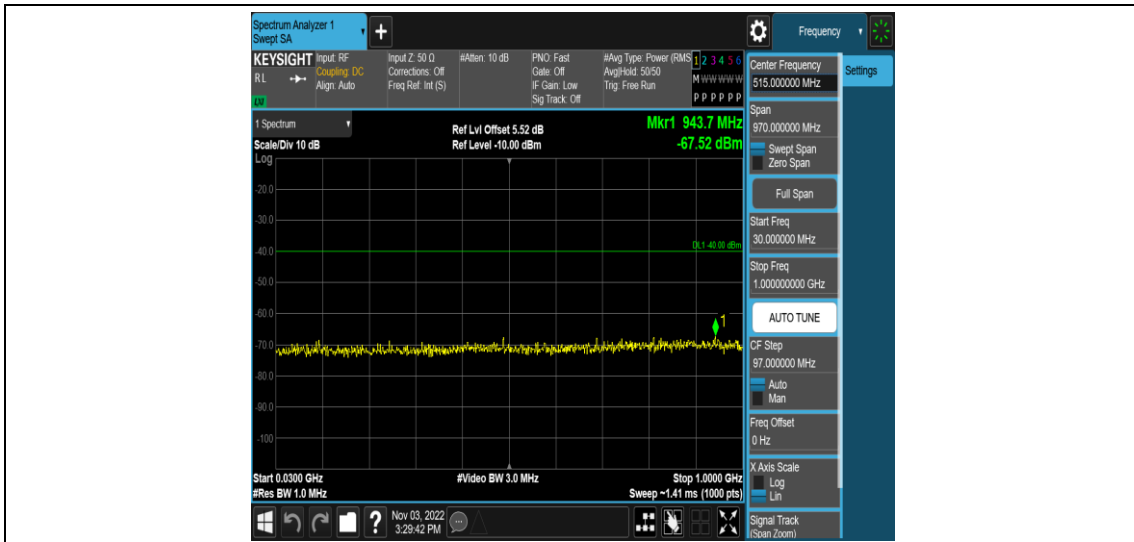 Spectrum Analyzer 1
Swept SA
+
Frequency
KEYSIGHT
RL
LXI
Input: RF
Coupling: DC
Align: Auto
Input Z: 50 Ω
Corrections: Off
Freq Ref: Int (S)
#Atten: 10 dB
PNO: Fast
Gate: Off
IF Gain: Low
Sig Track: Off
#Avg Type: Power (RMS
Avg|Hold: 50/50
Trig: Free Run
1 2 3 4 5 6
M W W W W W
P P P P P P
Center Frequency
515.000000 MHz
Settings
1 Spectrum
Scale/Div 10 dB
Ref Lvl Offset 5.52 dB
Ref Level -10.00 dBm
Mkr1 943.7 MHz
-67.52 dBm
Log
-20.0
-30.0
-40.0
-50.0
-60.0
-70.0
-80.0
-90.0
-100
DL1 -40.00 dBm
1
Start 0.0300 GHz
#Res BW 1.0 MHz
#Video BW 3.0 MHz
Stop 1.0000 GHz
Sweep ~1.41 ms (1000 pts)
Span
970.000000 MHz
Swept Span
Zero Span
Full Span
Start Freq
30.000000 MHz
Stop Freq
1.000000000 GHz
AUTO TUNE
CF Step
97.000000 MHz
Auto
Man
Freq Offset
0 Hz
X Axis Scale
Log
Lin
Signal Track
(Span Zoom)
?
Nov 03, 2022
3:29:42 PM